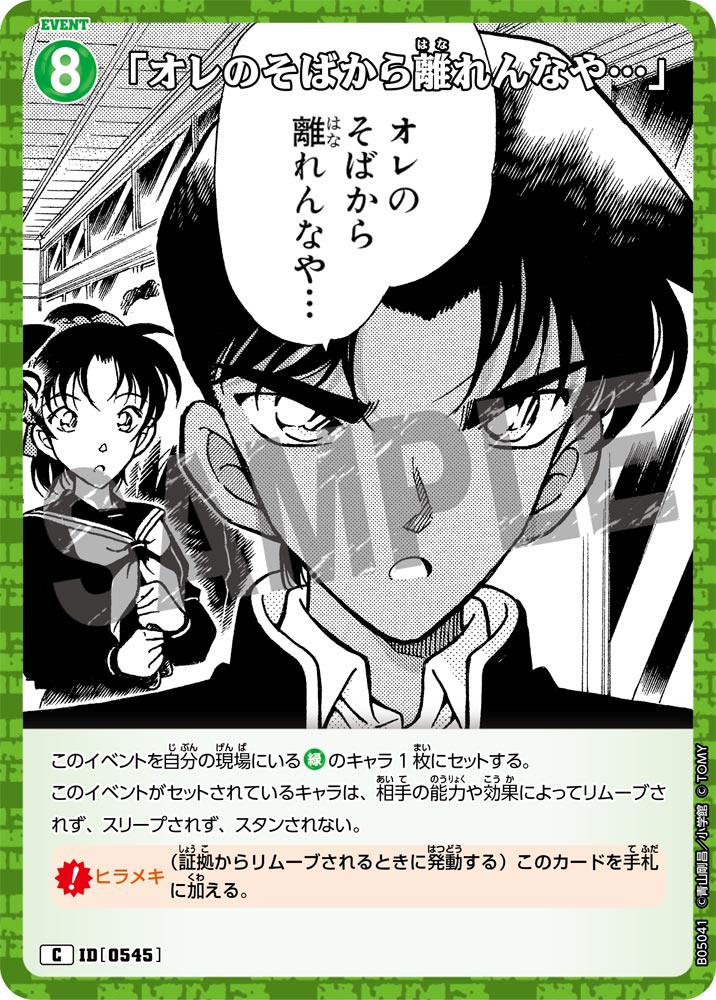 EVENT
8
「オレのそばから離れんなや…」
オレの
そばから
離れんなや…
SAMPLE
このイベントを自分の現場にいる緑のキャラ1枚にセットする。
このイベントがセットされているキャラは、相手の能力や効果によってリムーブさ
れず、スリープされず、スタンされない。
ヒラメキ（証拠からリムーブされるときに発動する）このカードを手札
に加える。
C ID[0545]
B05041 ©青山剛昌／小学館 © TOMY